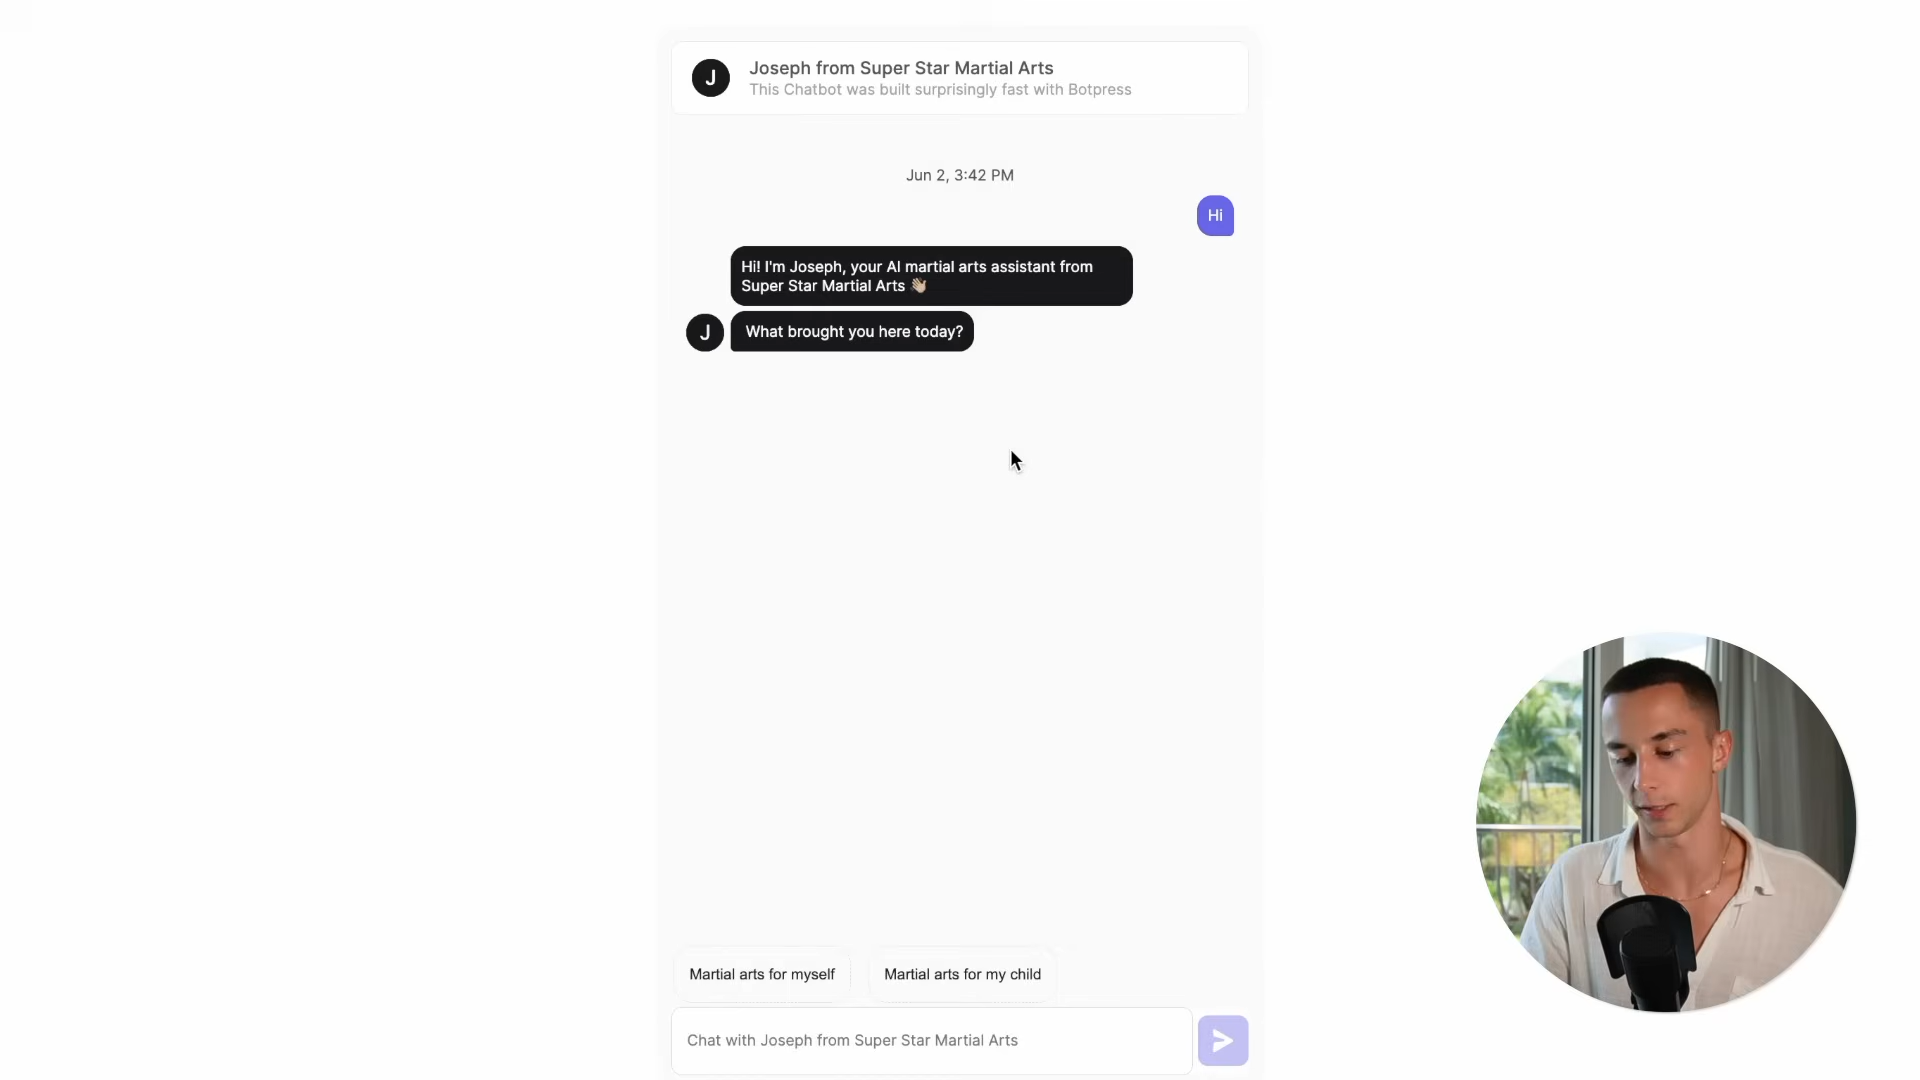 J
Joseph from Super Star Martial Arts
This Chatbot was built surprisingly fast with Botpress
Jun 2, 3:42 PM
Hi
Hi! I'm Joseph, your AI martial arts assistant from
Super Star Martial Arts 👋🏼
J
What brought you here today?
Martial arts for myself
Martial arts for my child
Chat with Joseph from Super Star Martial Arts